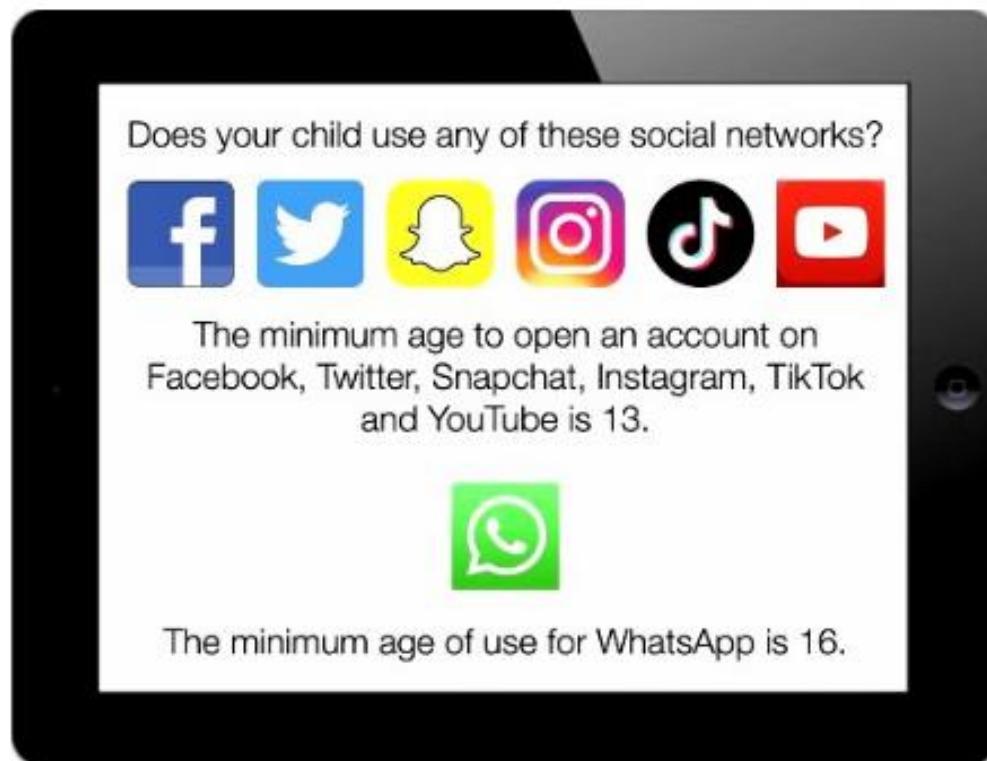 Does your child use any of these social networks?
The minimum age to open an account on
Facebook, Twitter, Snapchat, Instagram, TikTok
and YouTube is 13.
The minimum age of use for WhatsApp is 16.